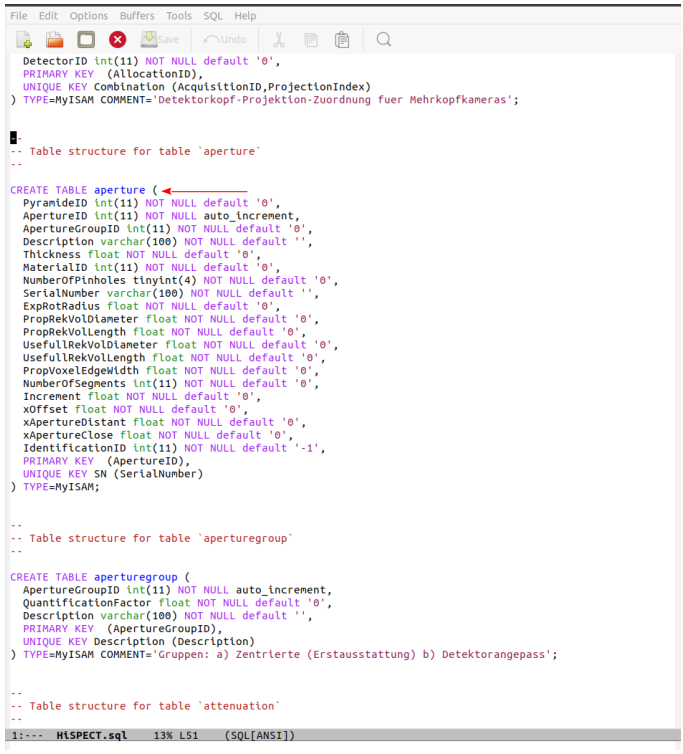 File Edit Options Buffers Tools SQL Help
Save Undo
  DetectorID int(11) NOT NULL default '0',
  PRIMARY KEY  (AllocationID),
  UNIQUE KEY Combination (AcquisitionID,ProjectionIndex)
) TYPE=MyISAM COMMENT='Detektorkopf-Projektion-Zuordnung fuer Mehrkopfkameras';
--
-- Table structure for table `aperture`
--
CREATE TABLE aperture (
  PyramideID int(11) NOT NULL default '0',
  ApertureID int(11) NOT NULL auto_increment,
  ApertureGroupID int(11) NOT NULL default '0',
  Description varchar(100) NOT NULL default '',
  Thickness float NOT NULL default '0',
  MaterialID int(11) NOT NULL default '0',
  NumberOfPinholes tinyint(4) NOT NULL default '0',
  SerialNumber varchar(100) NOT NULL default '',
  ExpRotRadius float NOT NULL default '0',
  PropRekVolDiameter float NOT NULL default '0',
  PropRekVolLength float NOT NULL default '0',
  UsefullRekVolDiameter float NOT NULL default '0',
  UsefullRekVolLength float NOT NULL default '0',
  PropVoxelEdgeWidth float NOT NULL default '0',
  NumberOfSegments int(11) NOT NULL default '0',
  Increment float NOT NULL default '0',
  xOffset float NOT NULL default '0',
  xApertureDistant float NOT NULL default '0',
  xApertureClose float NOT NULL default '0',
  IdentificationID int(11) NOT NULL default '-1',
  PRIMARY KEY  (ApertureID),
  UNIQUE KEY SN (SerialNumber)
) TYPE=MyISAM;
--
-- Table structure for table `aperturegroup`
--
CREATE TABLE aperturegroup (
  ApertureGroupID int(11) NOT NULL auto_increment,
  QuantificationFactor float NOT NULL default '0',
  Description varchar(100) NOT NULL default '',
  PRIMARY KEY  (ApertureGroupID),
  UNIQUE KEY Description (Description)
) TYPE=MyISAM COMMENT='Gruppen: a) Zentrierte (Erstausstattung) b) Detektorangepass';
--
-- Table structure for table `attenuation`
--
1:--- HiSPECT.sql 13% L51 (SQL[ANSI])